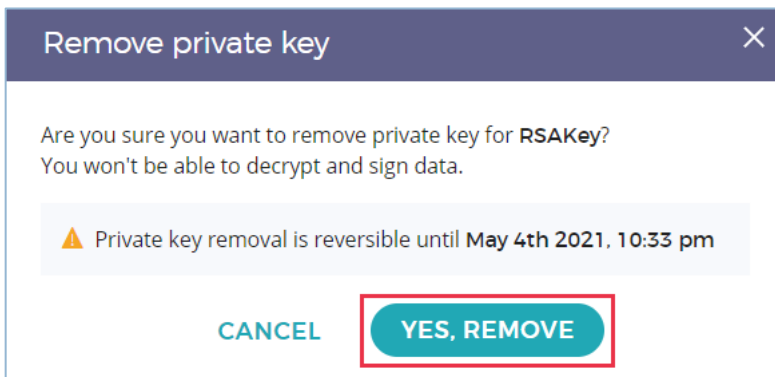 Remove private key
Are you sure you want to remove private key for RSAKey?
You won't be able to decrypt and sign data.
Private key removal is reversible until May 4th 2021, 10:33 pm
CANCEL YES, REMOVE